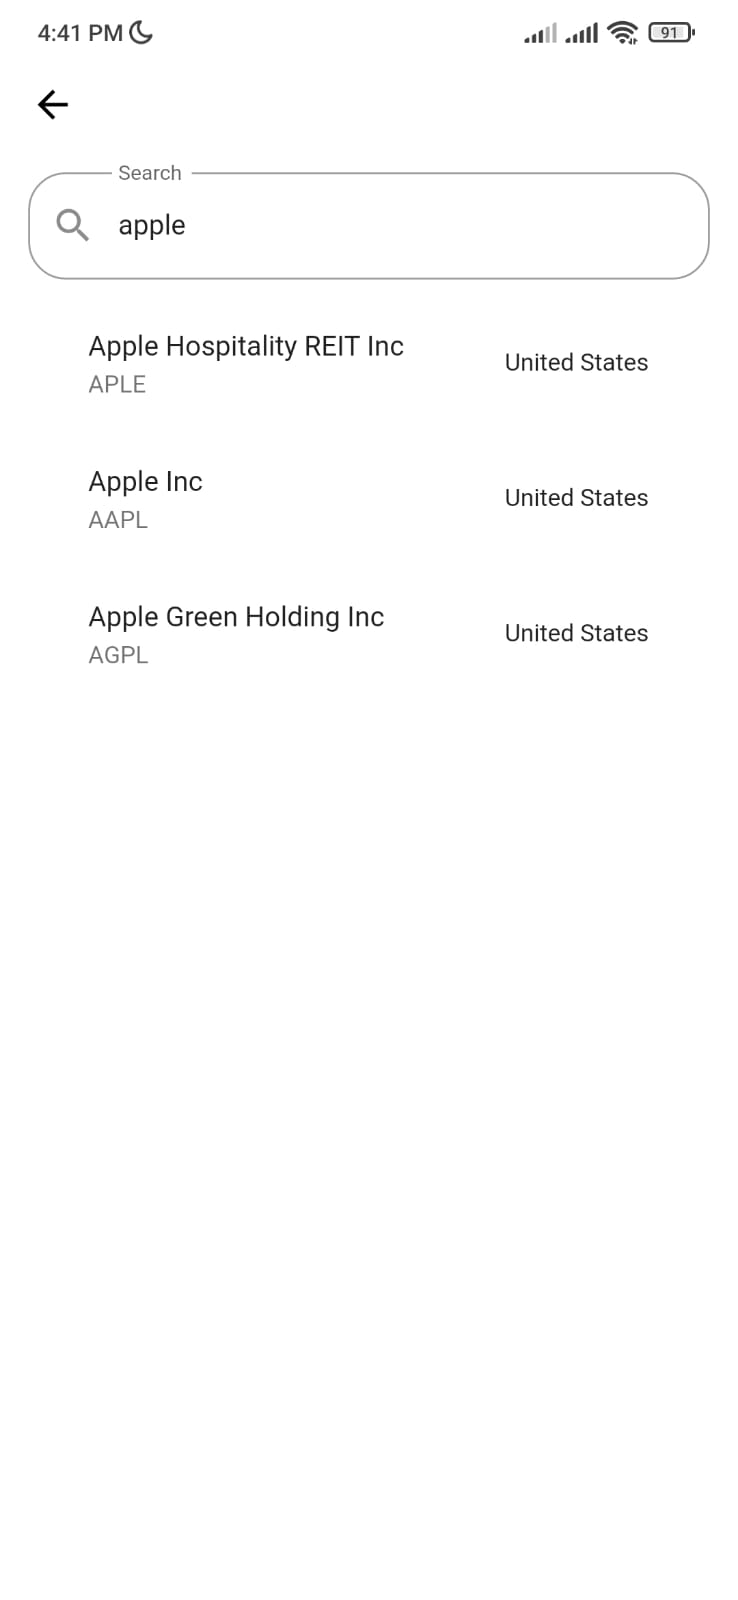 4:41 PM
91
Search
apple
Apple Hospitality REIT Inc
APLE
United States
Apple Inc
AAPL
United States
Apple Green Holding Inc
AGPL
United States